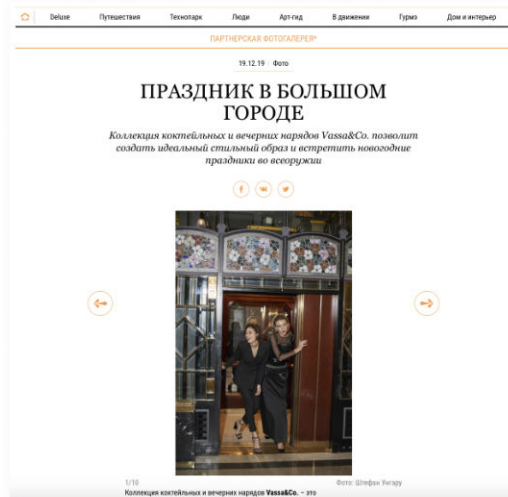 Deluxe Путешествия Технопарк Люди Арт-гид В движении Гурмэ Дом и интерьер
ПАРТНЕРСКАЯ ФОТОГАЛЕРЕЯ*
19.12.19 Фото
ПРАЗДНИК В БОЛЬШОМ
ГОРОДЕ
Коллекция коктейльных и вечерних нарядов Vassa&Co. позволит
создать идеальный стильный образ и встретить новогодние
праздники во всеоружии
1/10 Фото: Штефан Унгару
Коллекция коктейльных и вечерних нарядов Vassa&Co. – это